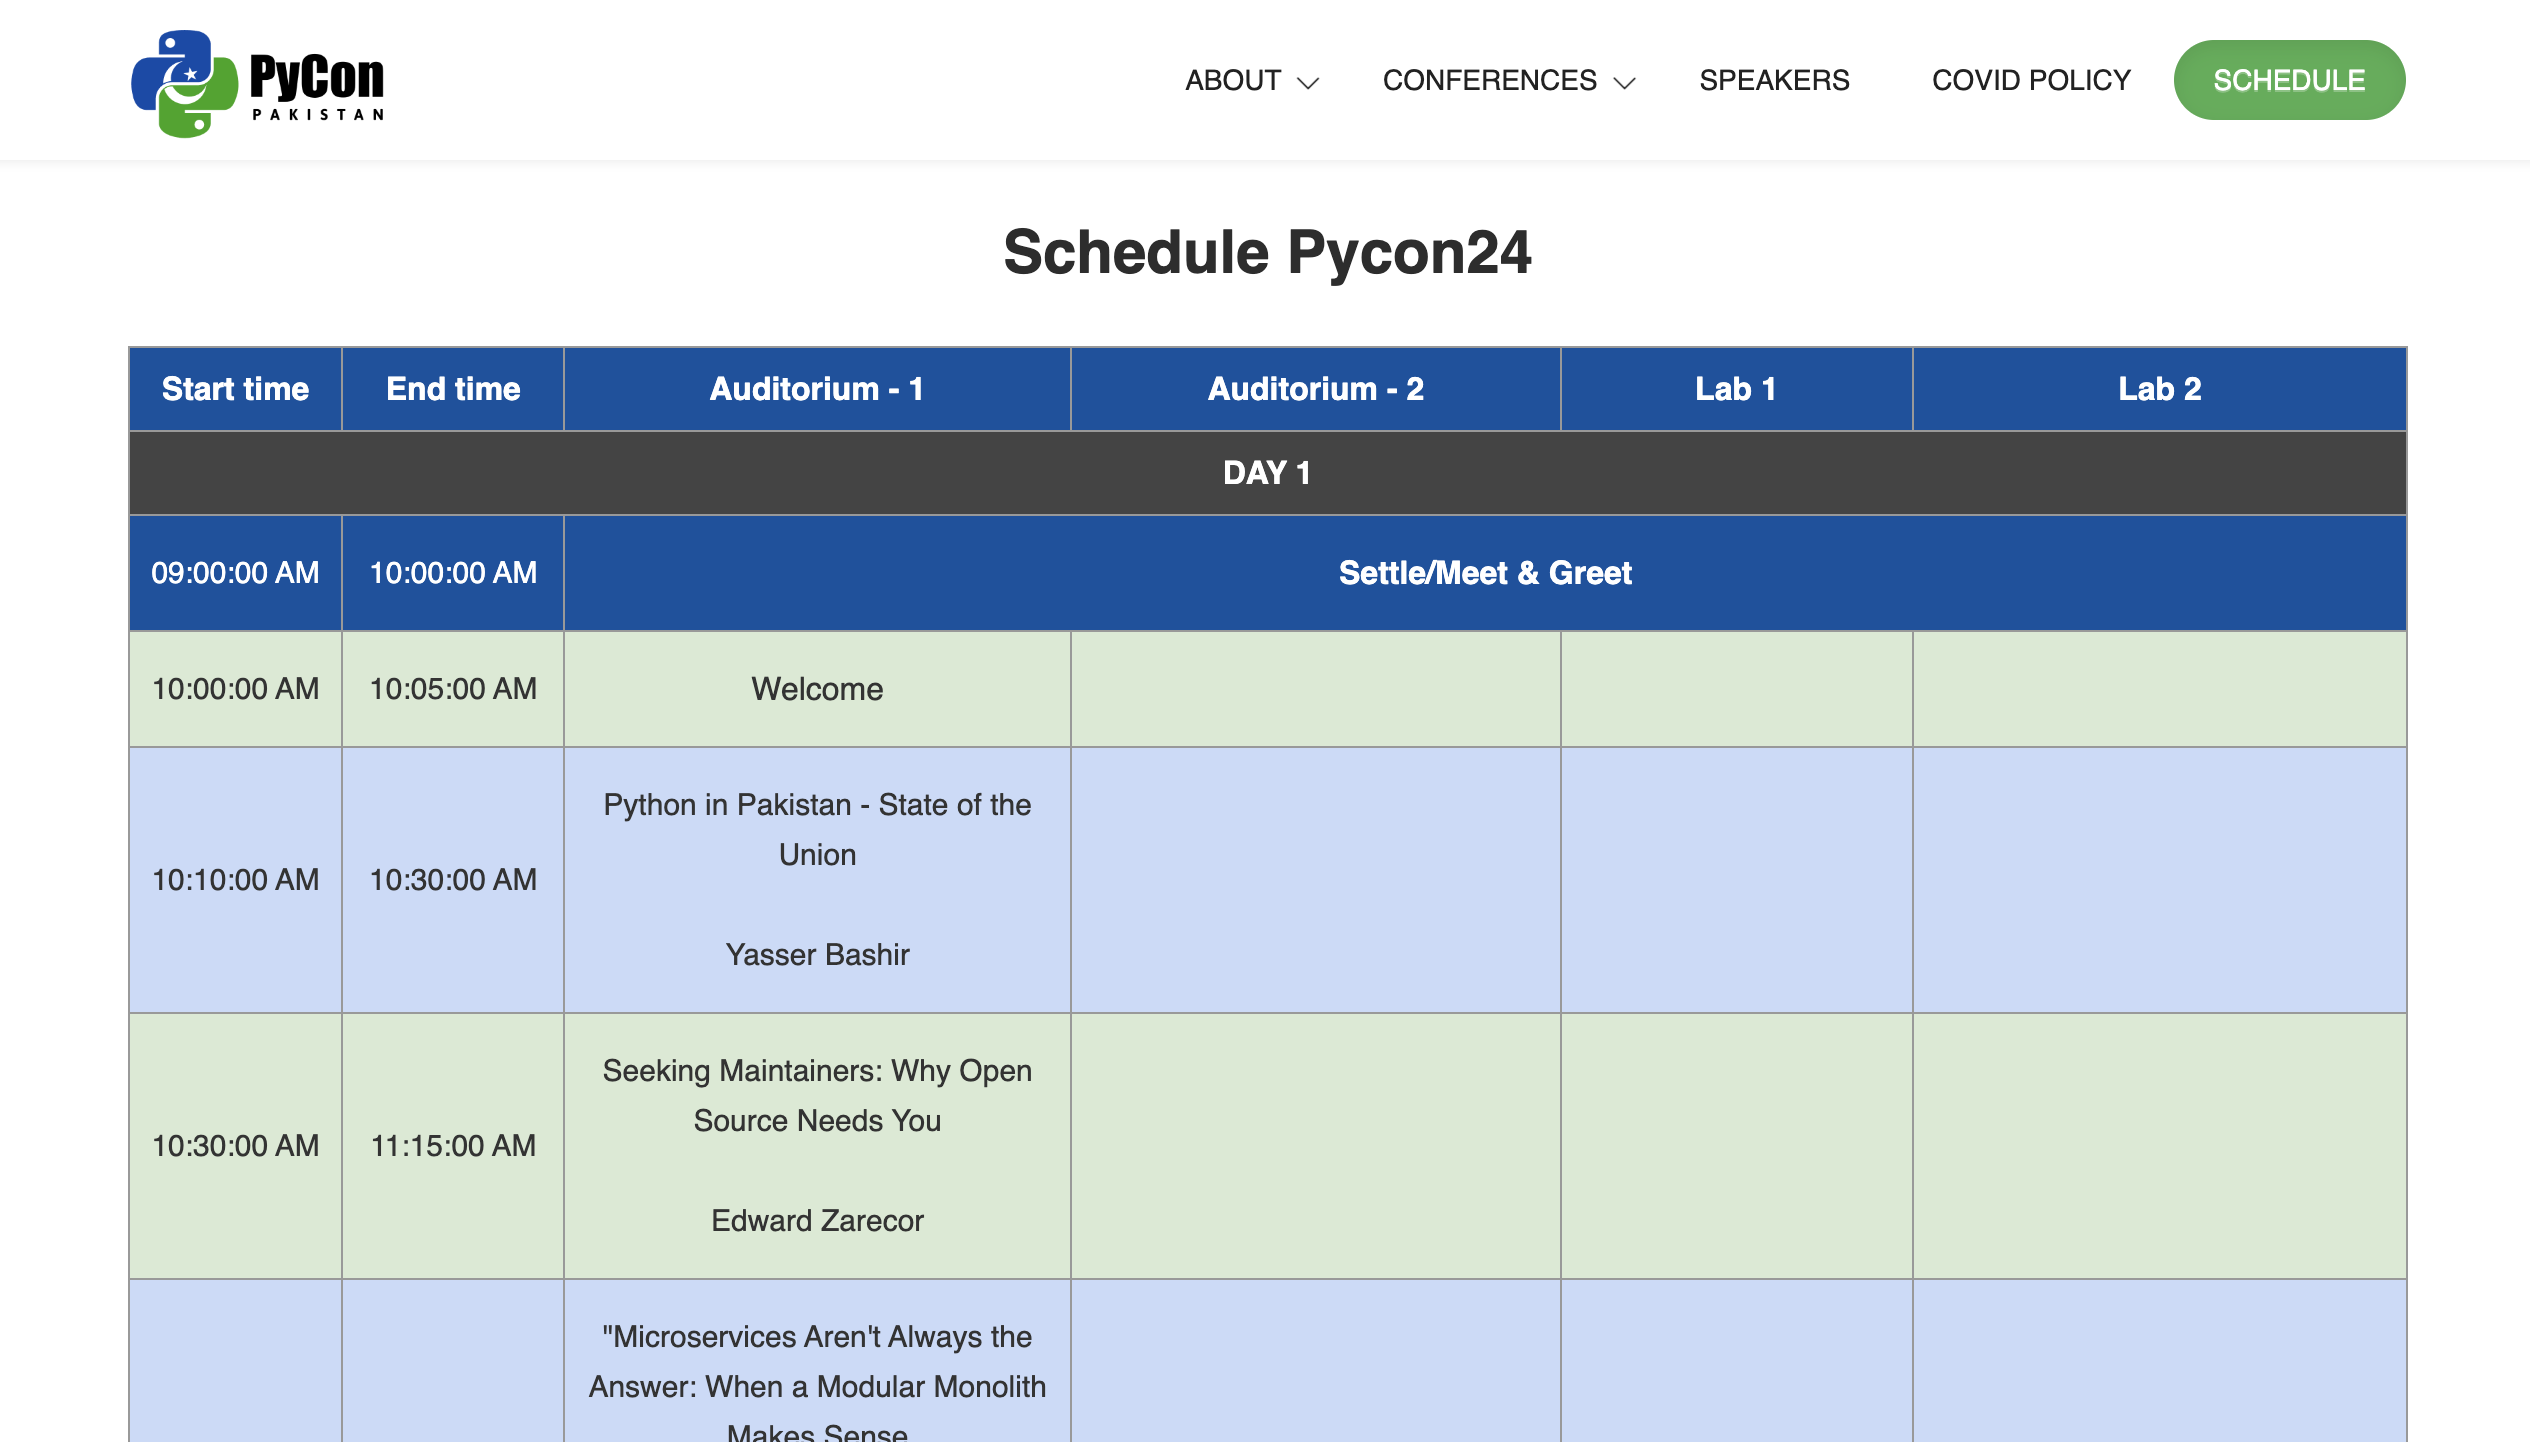 PyCon
PAKISTAN
ABOUT
CONFERENCES
SPEAKERS
COVID POLICY
SCHEDULE
Schedule Pycon24
Start time
End time
Auditorium - 1
Auditorium - 2
Lab 1
Lab 2
DAY 1
09:00:00 AM
10:00:00 AM
Settle/Meet & Greet
10:00:00 AM
10:05:00 AM
Welcome
10:10:00 AM
10:30:00 AM
Python in Pakistan - State of the
Union
Yasser Bashir
10:30:00 AM
11:15:00 AM
Seeking Maintainers: Why Open
Source Needs You
Edward Zarecor
"Microservices Aren't Always the
Answer: When a Modular Monolith
Makes Sense